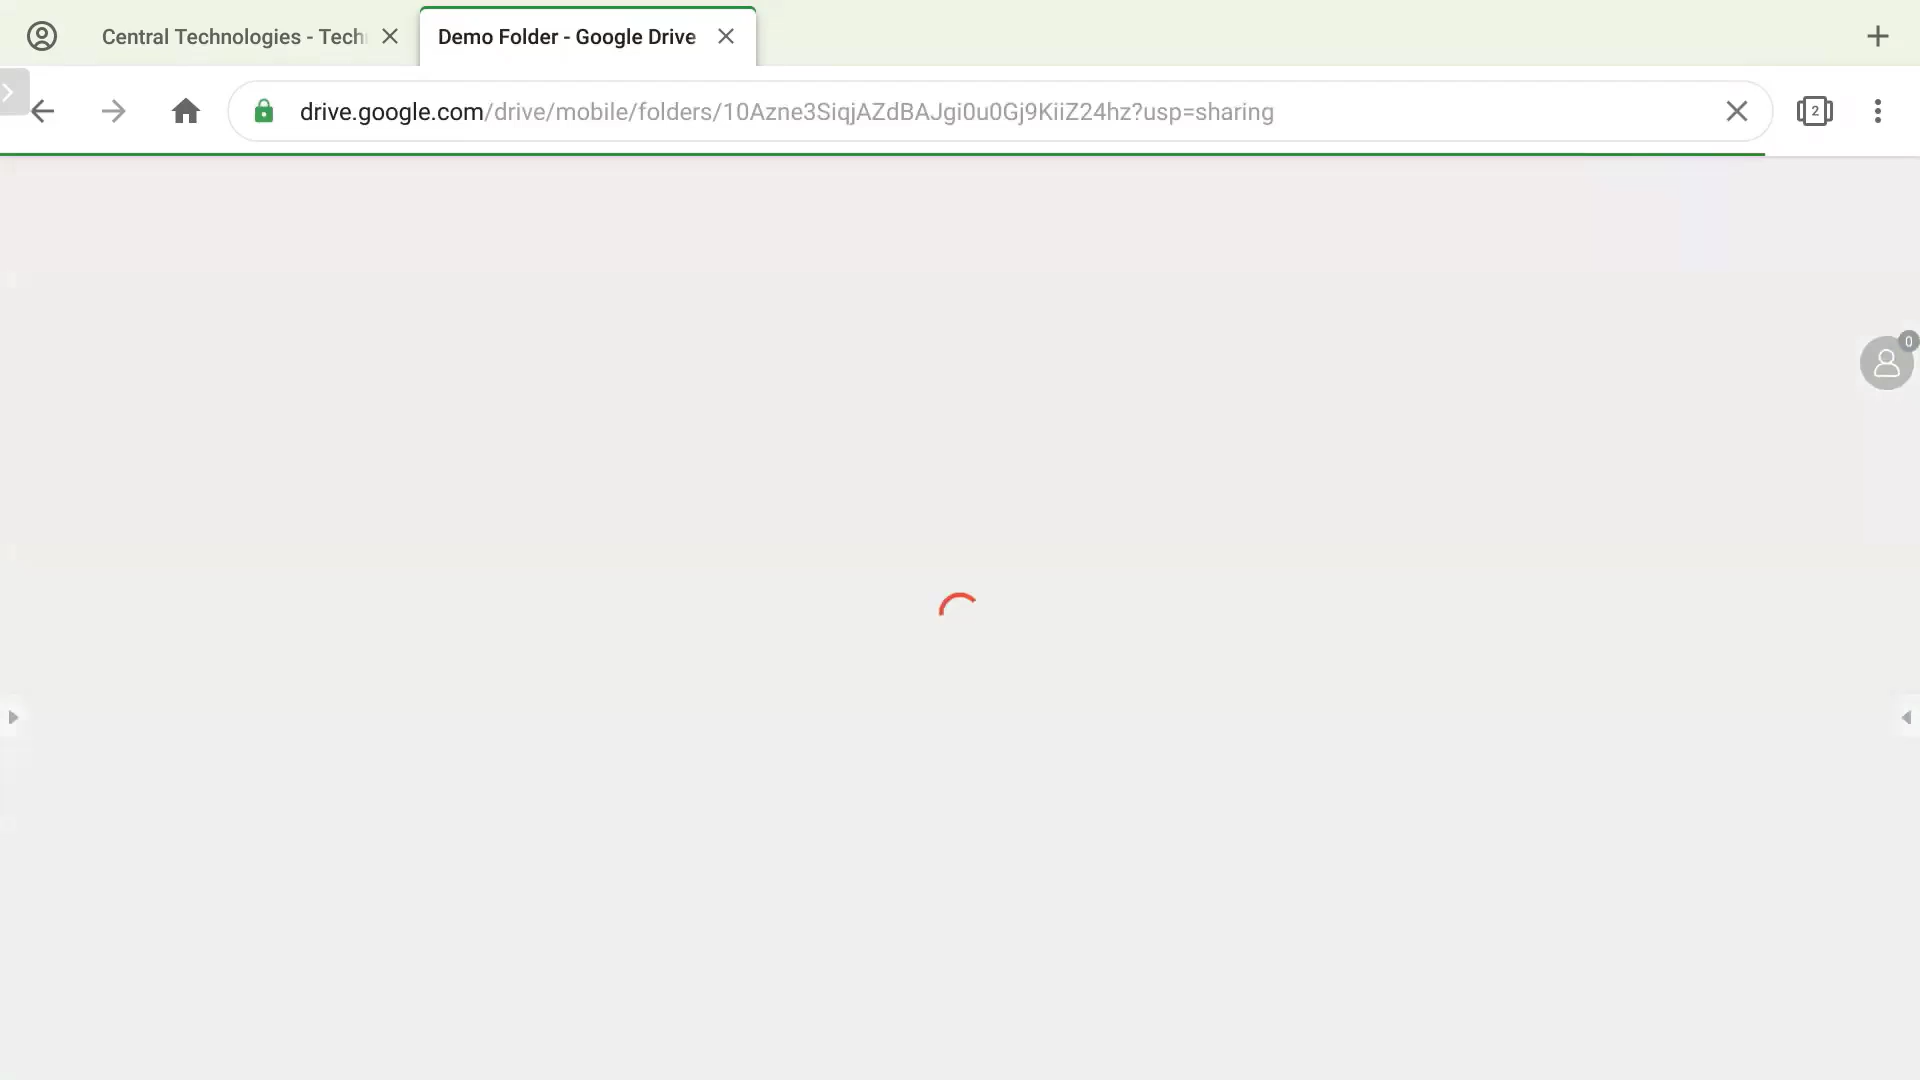 Central Technologies - Tech
Demo Folder - Google Drive
drive.google.com/drive/mobile/folders/10Azne3SiqjAZdBAJgi0u0Gj9KiiZ24hz?usp=sharing
2
0